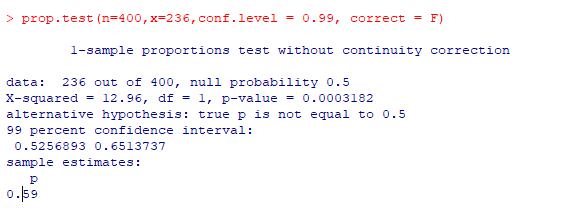 > prop.test(n=400,x=236,conf.level = 0.99, correct = F)
1-sample proportions test without continuity correction
data:  236 out of 400, null probability 0.5
X-squared = 12.96, df = 1, p-value = 0.0003182
alternative hypothesis: true p is not equal to 0.5
99 percent confidence interval:
0.5256893 0.6513737
sample estimates:
p
0.59